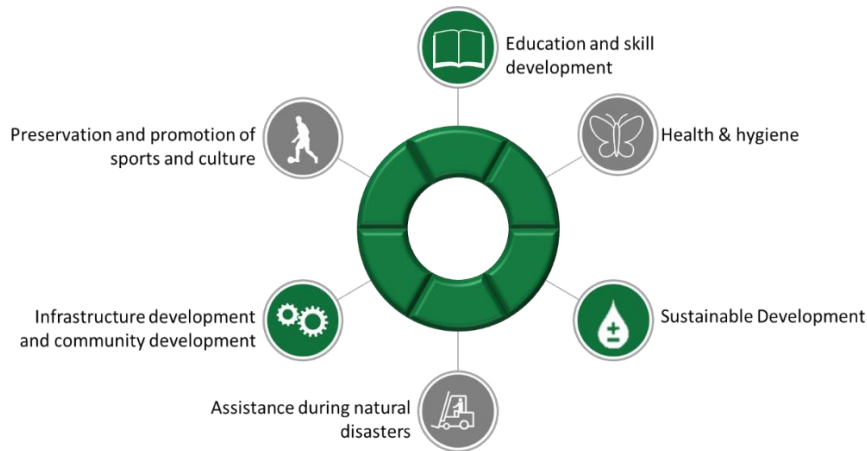 Education and skill
development
Health & hygiene
Sustainable Development
Assistance during natural
disasters
Infrastructure development
and community development
Preservation and promotion of
sports and culture